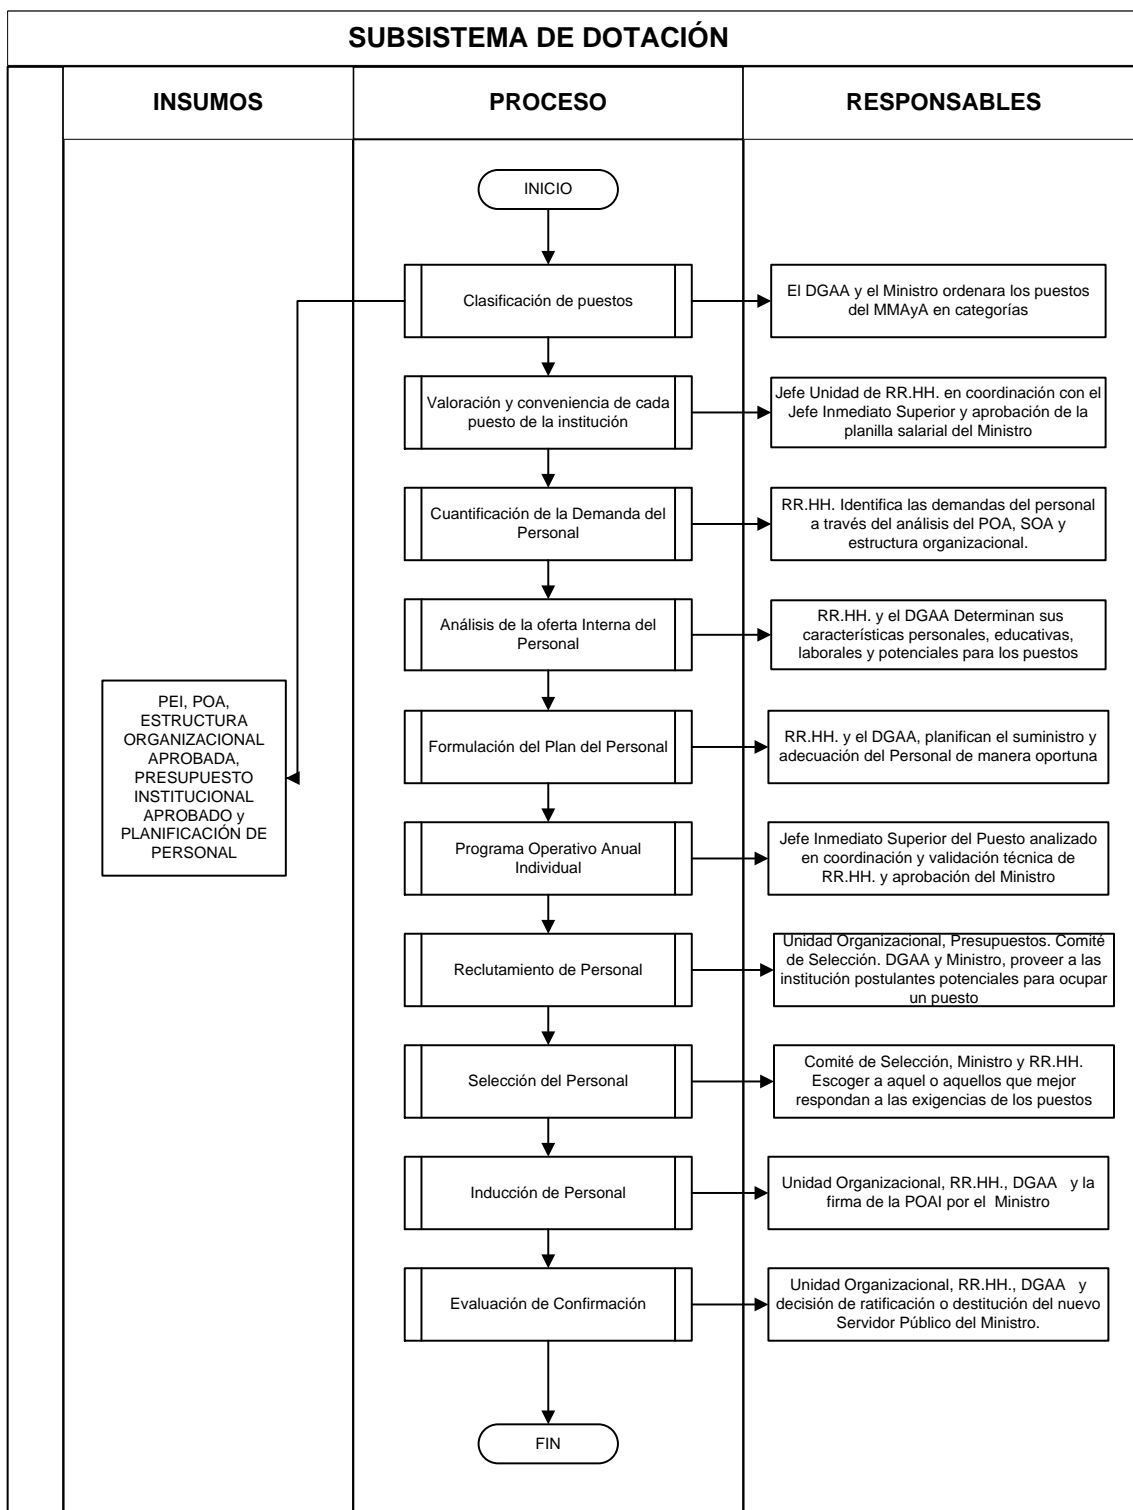 SUBSISTEMA DE DOTACIÓN
INSUMOS
PROCESO
RESPONSABLES
INICIO
Clasificación de puestos
El DGAA y el Ministro ordenara los puestos
del MMAyA en categorías
Valoración y conveniencia de cada
puesto de la institución
Jefe Unidad de RR.HH. en coordinación con el
Jefe Inmediato Superior y aprobación de la
planilla salarial del Ministro
Cuantificación de la Demanda del
Personal
RR.HH. Identifica las demandas del personal
a través del análisis del POA, SOA y
estructura organizacional.
Análisis de la oferta Interna del
Personal
RR.HH. y el DGAA Determinan sus
características personales, educativas,
laborales y potenciales para los puestos
PEI, POA,
ESTRUCTURA
ORGANIZACIONAL
APROBADA,
PRESUPUESTO
INSTITUCIONAL
APROBADO y
PLANIFICACIÓN DE
PERSONAL
Formulación del Plan del Personal
RR.HH. y el DGAA, planifican el suministro y
adecuación del Personal de manera oportuna
Programa Operativo Anual
Individual
Jefe Inmediato Superior del Puesto analizado
en coordinación y validación técnica de
RR.HH. y aprobación del Ministro
Reclutamiento de Personal
Unidad Organizacional, Presupuestos. Comité
de Selección. DGAA y Ministro, proveer a las
institución postulantes potenciales para ocupar
un puesto
Selección del Personal
Comité de Selección, Ministro y RR.HH.
Escoger a aquel o aquellos que mejor
respondan a las exigencias de los puestos
Inducción de Personal
Unidad Organizacional, RR.HH., DGAA y la
firma de la POAI por el Ministro
Evaluación de Confirmación
Unidad Organizacional, RR.HH., DGAA y
decisión de ratificación o destitución del nuevo
Servidor Público del Ministro.
FIN